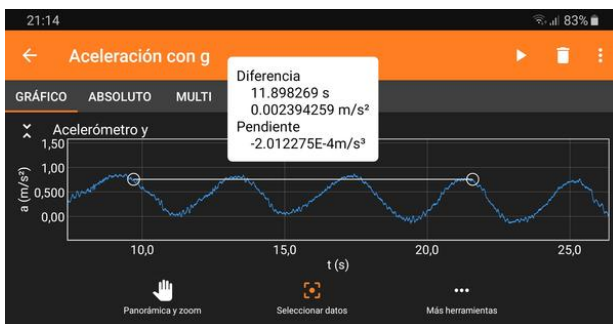 21:14
83%
Aceleración con g
Diferencia
11.898269 s
0.002394259 m/s²
Pendiente
-2.012275E-4m/s³
GRÁFICO ABSOLUTO MULTI
Acelerómetro y
1,50
1,00
0,500
0,00
a (m/s²)
10,0 15,0 20,0 25,0
t (s)
Panorámica y zoom Seleccionar datos Más herramientas